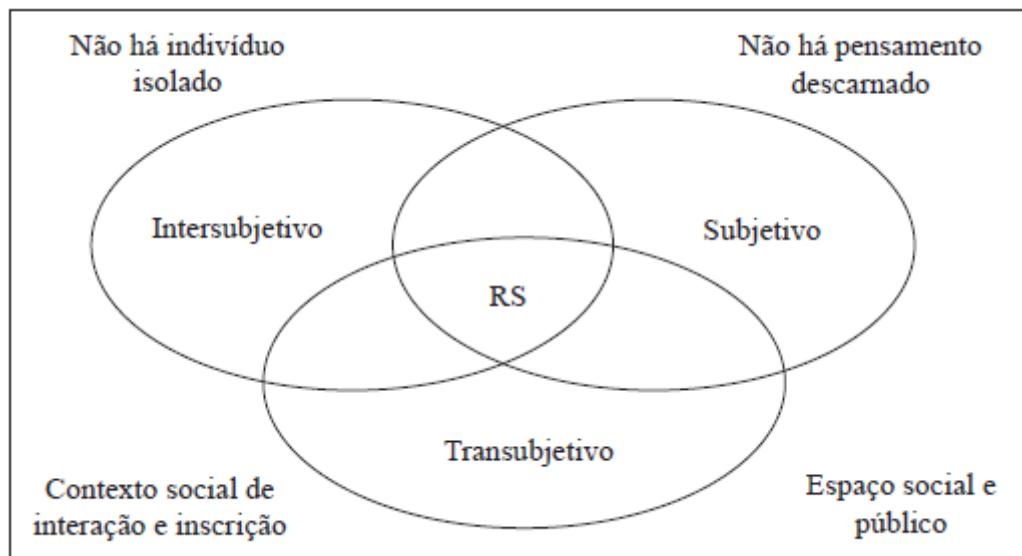 Não há indivíduo
isolado
Não há pensamento
descarnado
Intersubjetivo
Subjetivo
RS
Transubjetivo
Contexto social de
interação e inscrição
Espaço social e
público